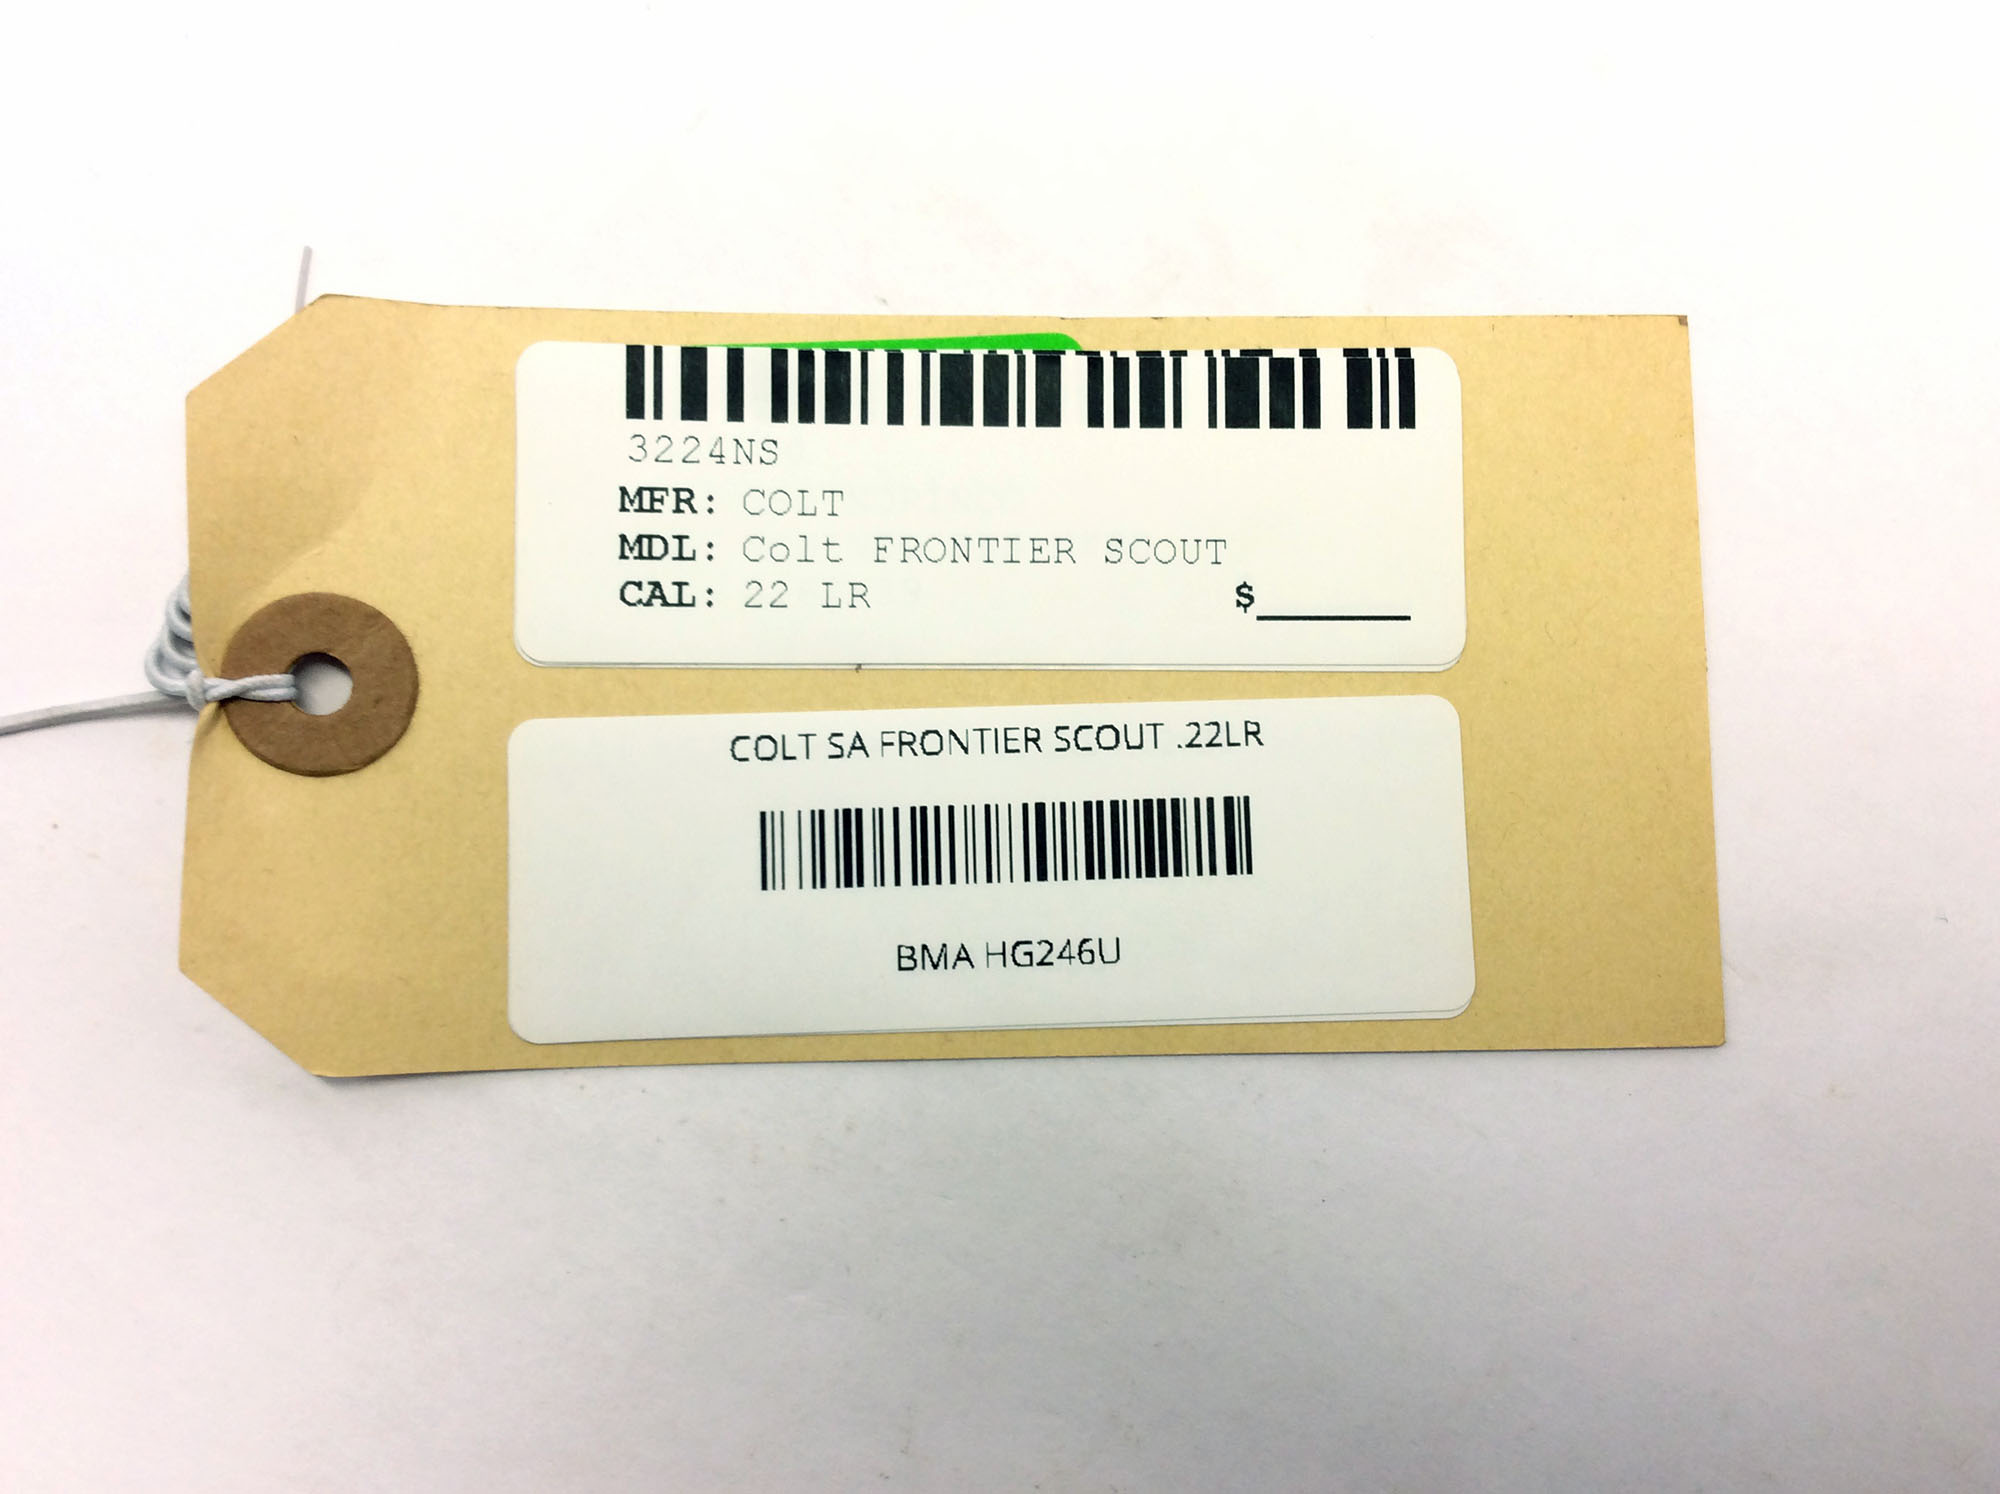 3224NS
MFR: COLT
MDL: Colt FRONTIER SCOUT
CAL: 22 LR $
COLT SA FRONTIER SCOUT .22LR
BMA HG246U